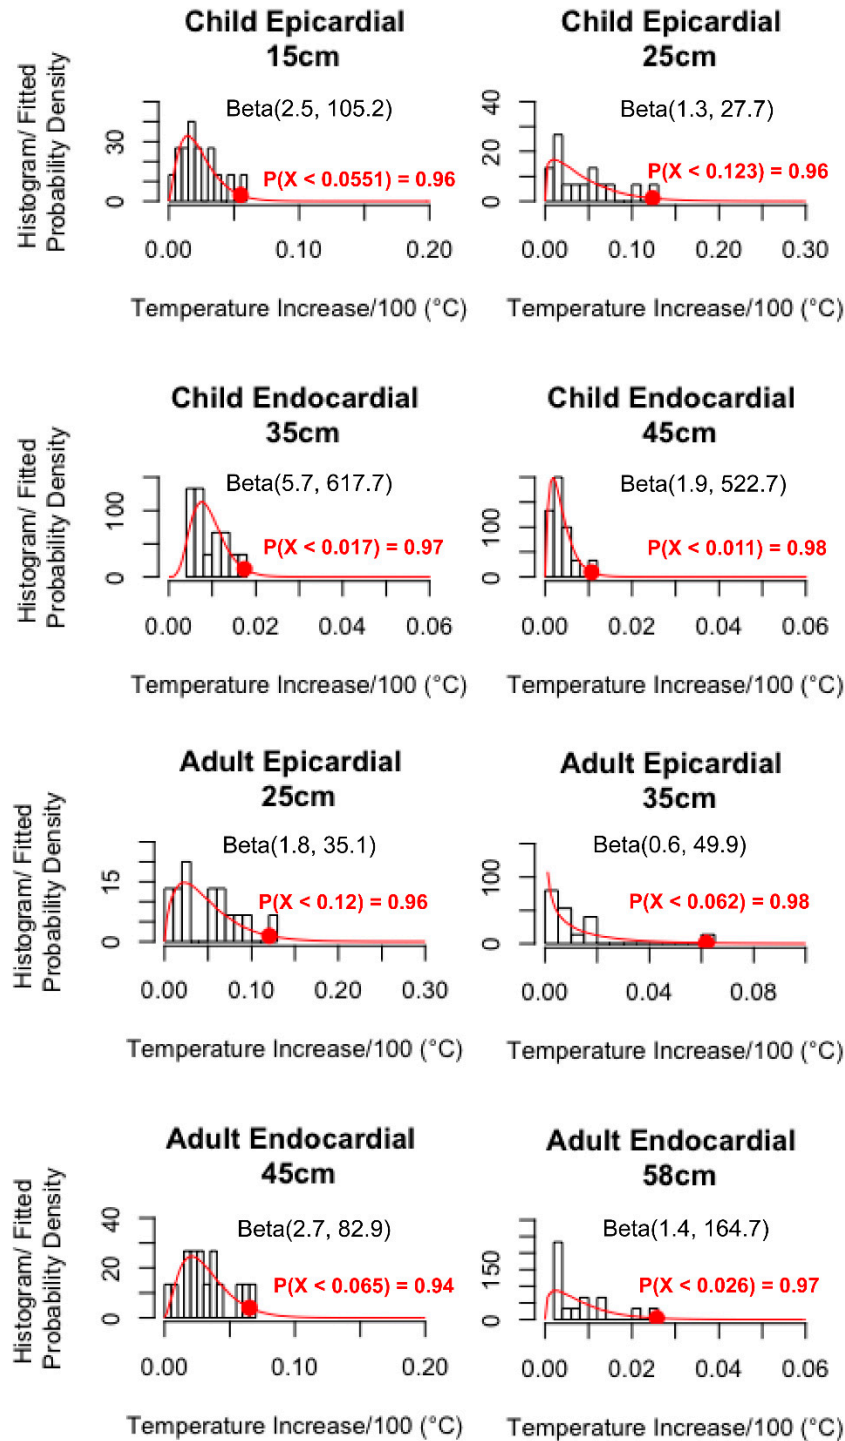 Child Epicardial
15cm
Histogram/ Fitted
Probability Density
Beta(2.5, 105.2)
P(X < 0.0551) = 0.96
0 30
0.00 0.10 0.20
Temperature Increase/100 (°C)
Child Epicardial
25cm
Beta(1.3, 27.7)
P(X < 0.123) = 0.96
0 20 40
0.00 0.10 0.20 0.30
Temperature Increase/100 (°C)
Child Endocardial
35cm
Histogram/ Fitted
Probability Density
Beta(5.7, 617.7)
P(X < 0.017) = 0.97
0 100
0.00 0.02 0.04 0.06
Temperature Increase/100 (°C)
Child Endocardial
45cm
Beta(1.9, 522.7)
P(X < 0.011) = 0.98
0 100
0.00 0.02 0.04 0.06
Temperature Increase/100 (°C)
Adult Epicardial
25cm
Histogram/ Fitted
Probability Density
Beta(1.8, 35.1)
P(X < 0.12) = 0.96
0 15
0.00 0.10 0.20 0.30
Temperature Increase/100 (°C)
Adult Epicardial
35cm
Beta(0.6, 49.9)
P(X < 0.062) = 0.98
0 100
0.00 0.04 0.08
Temperature Increase/100 (°C)
Adult Endocardial
45cm
Histogram/ Fitted
Probability Density
Beta(2.7, 82.9)
P(X < 0.065) = 0.94
0 20 40
0.00 0.10 0.20
Temperature Increase/100 (°C)
Adult Endocardial
58cm
Beta(1.4, 164.7)
P(X < 0.026) = 0.97
0 150
0.00 0.02 0.04 0.06
Temperature Increase/100 (°C)